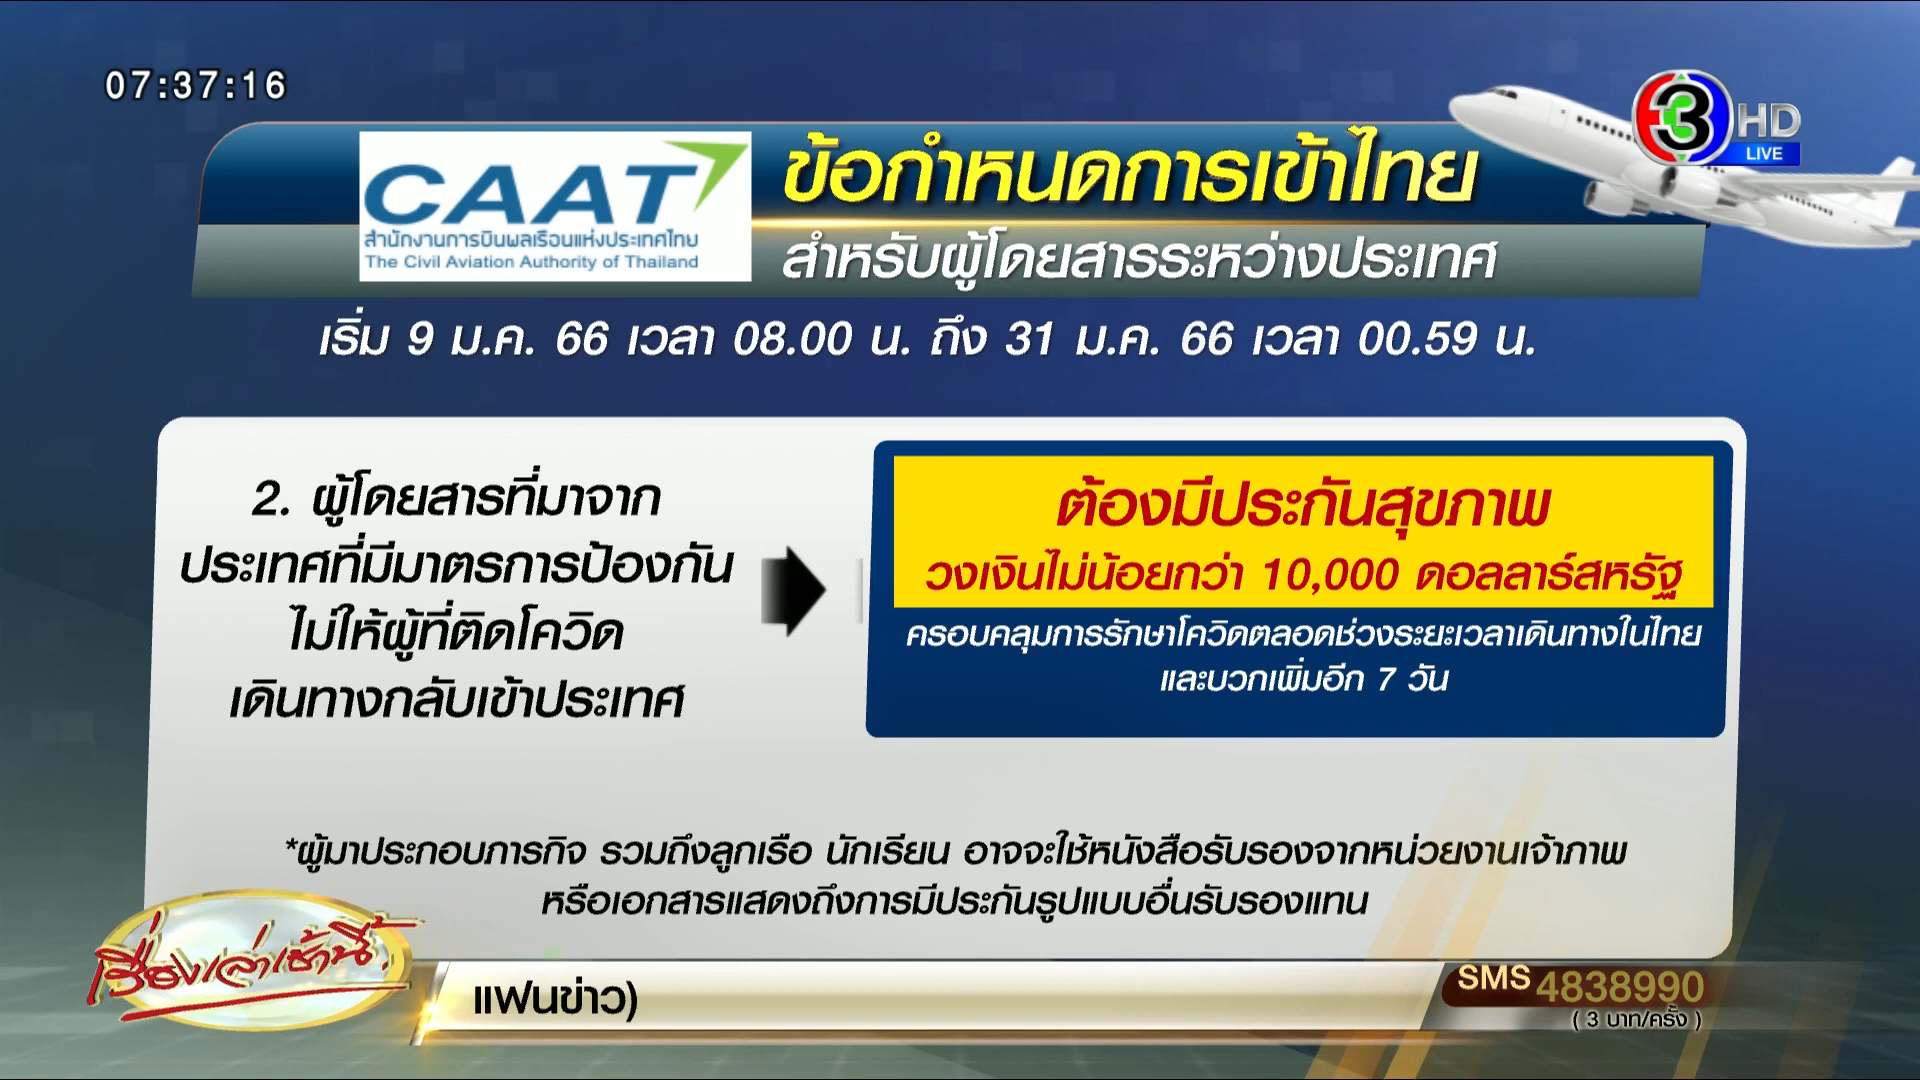 07:37:16
3 HD
LIVE
CAAT
สำนักงานการบินพลเรือนแห่งประเทศไทย
The Civil Aviation Authority of Thailand
ข้อกำหนดการเข้าไทย
สำหรับผู้โดยสารระหว่างประเทศ
เริ่ม 9 ม.ค. 66 เวลา 08.00 น. ถึง 31 ม.ค. 66 เวลา 00.59 น.
2. ผู้โดยสารที่มาจาก
ประเทศที่มีมาตรการป้องกัน
ไม่ให้ผู้ที่ติดโควิด
เดินทางกลับเข้าประเทศ
ต้องมีประกันสุขภาพ
วงเงินไม่น้อยกว่า 10,000 ดอลลาร์สหรัฐ
ครอบคลุมการรักษาโควิดตลอดช่วงระยะเวลาเดินทางในไทย
และบวกเพิ่มอีก 7 วัน
*ผู้มาประกอบภารกิจ รวมถึงลูกเรือ นักเรียน อาจจะใช้หนังสือรับรองจากหน่วยงานเจ้าภาพ
หรือเอกสารแสดงถึงการมีประกันรูปแบบอื่นรับรองแทน
เรื่องเล่าเช้านี้
แฟนข่าว)
SMS 4838990
( 3 บาท/ครั้ง )